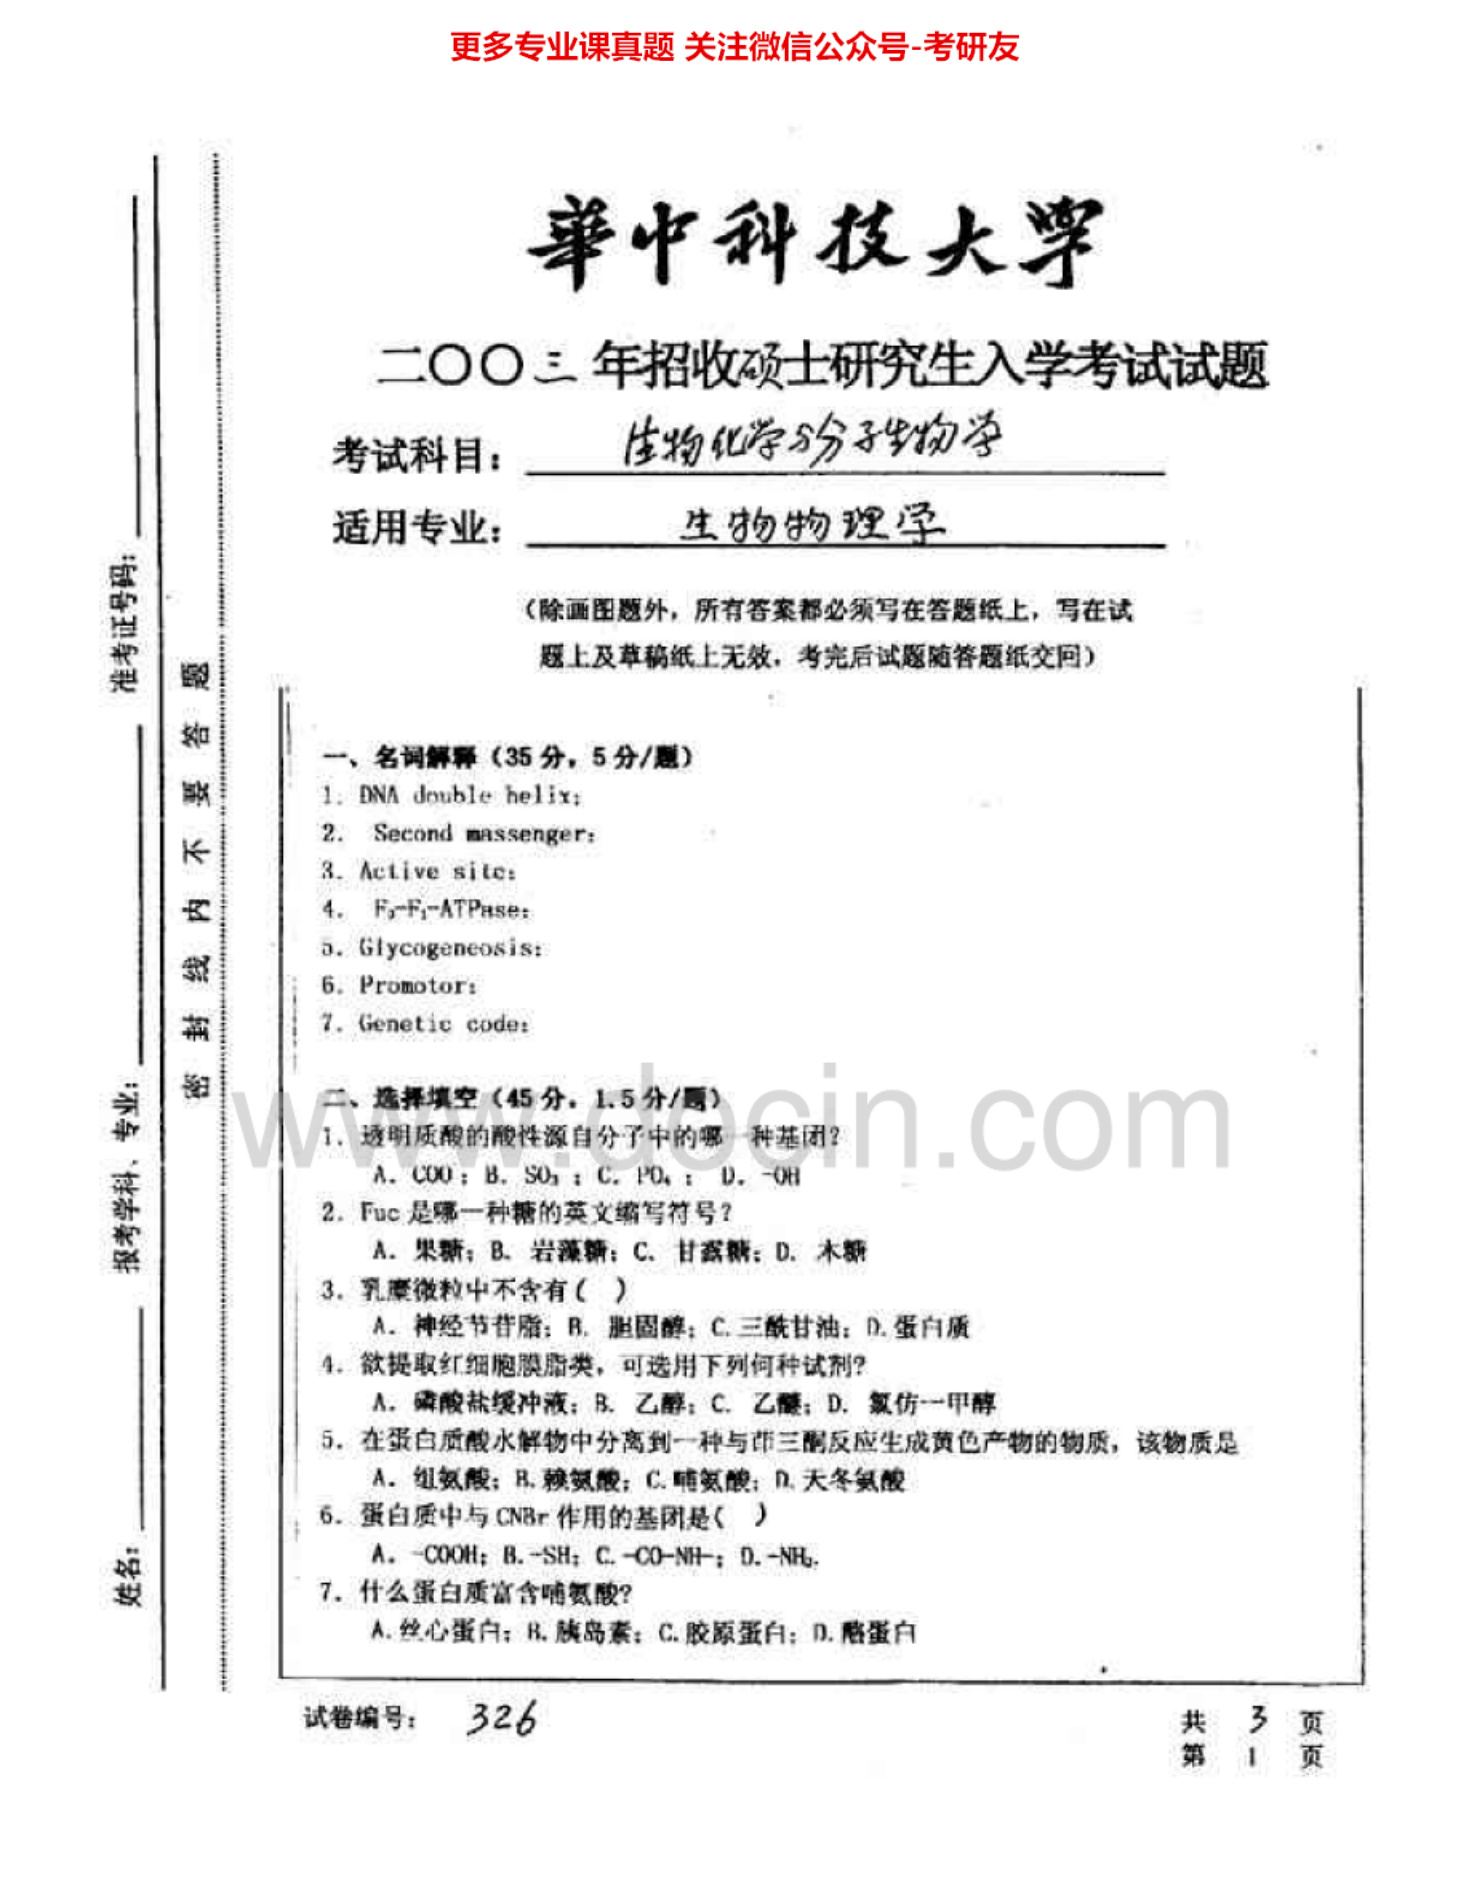 更多专业课真题 关注微信公众号-考研友
華中科技大学
二〇〇三年招收硕士研究生入学考试试题
考试科目: 生物化学与分子生物学
适用专业: 生物物理学
(除画图题外，所有答案都必须写在答题纸上，写在试
题上及草稿纸上无效，考完后试题随答题纸交回)
准考证号码:
报考学科、专业:
姓名:
密封线内不要答题
一、名词解释（35分，5分/题）
1. DNA double helix;
2. Second massenger:
3. Active site:
4. F₀-F₁-ATPase:
5. Glycogeneosis:
6. Promotor:
7. Genetic code:
二、选择填空（45分，1.5分/题）
1. 透明质酸的酸性源自分子中的哪一种基团?
A. COO ; B. SO₃ ; C. PO₄ ; D. -OH
2. Fuc 是哪一种糖的英文缩写符号?
A. 果糖; B. 岩藻糖; C. 甘露糖; D. 木糖
3. 乳糜微粒中不含有( )
A. 神经节苷脂; B. 胆固醇; C. 三酰甘油; D. 蛋白质
4. 欲提取红细胞膜脂类，可选用下列何种试剂?
A. 磷酸盐缓冲液; B. 乙醇; C. 乙醚; D. 氯仿一甲醇
5. 在蛋白质酸水解物中分离到一种与茚三酮反应生成黄色产物的物质，该物质是
A. 组氨酸; B. 赖氨酸; C. 脯氨酸; D. 天冬氨酸
6. 蛋白质中与 CNBr 作用的基团是( )
A. -COOH; B. -SH; C. -CO-NH-; D. -NH₂.
7. 什么蛋白质富含脯氨酸?
A. 丝心蛋白; B. 胰岛素; C. 胶原蛋白; D. 酪蛋白
www.docin.com
试卷编号: 326
共 3 页
第 1 页